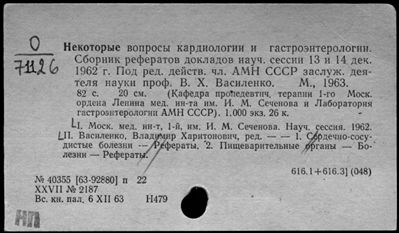 О
711.26
Некоторые вопросы кардиологии и гастроэнтерологии.
Сборник рефератов докладов науч. сессии 13 и 14 дек.
1962 г. Под ред. действ. чл. АМН СССР заслуж. дея-
теля науки проф. В. Х. Василенко. М., 1963.
82 с. 20 см. (Кафедра пропедевтич. терапии 1-го Моск.
ордена Ленина мед. ин-та им. И. М. Сеченова и Лаборатория
гастроэнтерологии АМН СССР). 1.000 экз. 26 к.
I. Моск. мед. ин-т, 1-й, им. И. М. Сеченова. Науч. сессия. 1962.
II. Василенко, Владимир Харитонович, ред. — — 1. Сердечно-сосу-
дистые болезни — Рефераты. 2. Пищеварительные органы — Бо-
лезни — Рефераты.
616.1+616.3] (048)
№ 40355 [63-92880] п 22
XXVII № 2187
Вс. кн. пал. 6 XII 63 Н479
НП